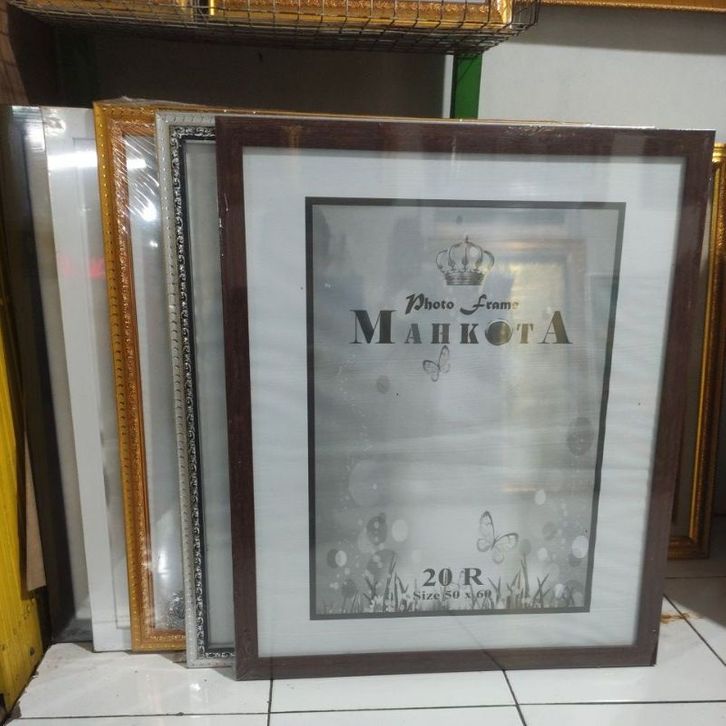 Photo Frame
MAHKOTA
20 R
Size 50 x 60